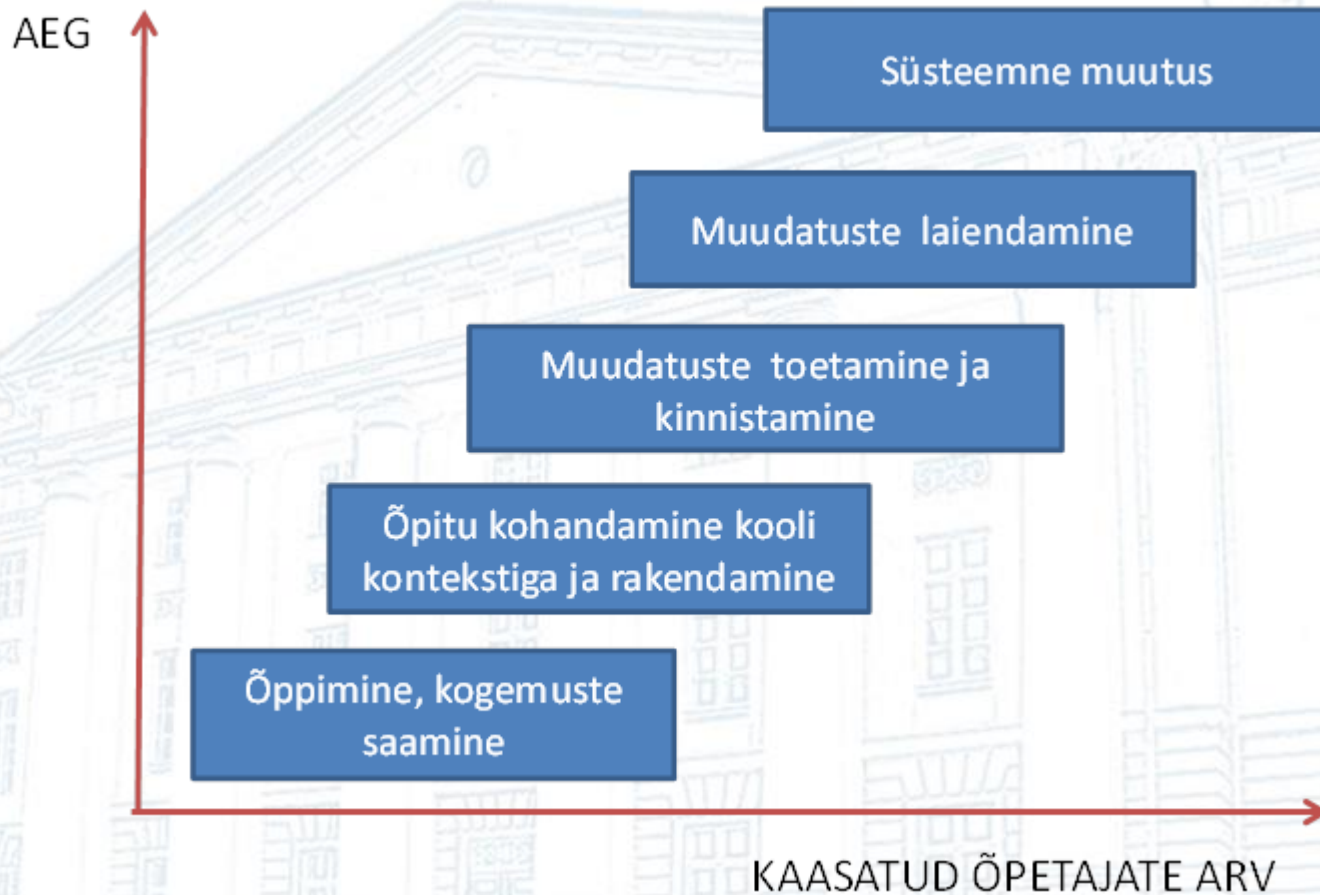 AEG
Süsteemne muutus
Muudatuste laiendamine
Muudatuste toetamine ja
kinnistamine
Õpitu kohandamine kooli
kontekstiga ja rakendamine
Õppimine, kogemuste
saamine
KAASATUD ÕPETAJATE ARV